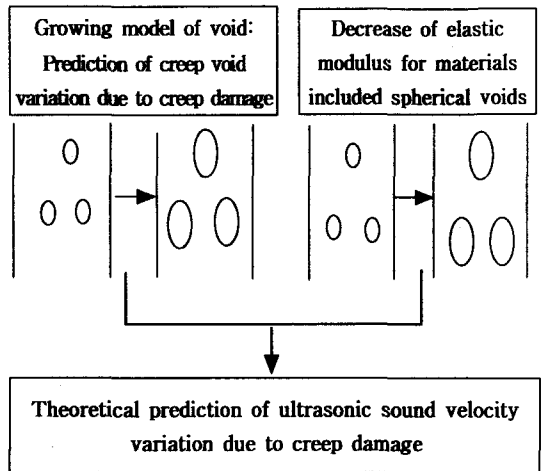 Growing model of void:
Prediction of creep void
variation due to creep damage
Decrease of elastic
modulus for materials
included spherical voids
Theoretical prediction of ultrasonic sound velocity
variation due to creep damage